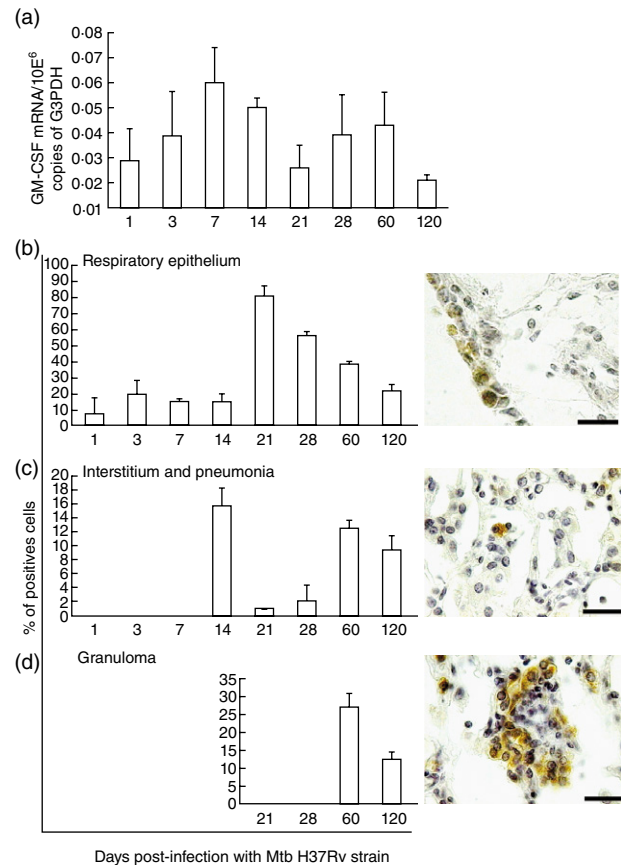 (a)
GM-CSF mRNA/10E⁶
copies of G3PDH
0·08
0·07
0·06
0·05
0·04
0·03
0·02
0·01
1 3 7 14 21 28 60 120
(b)
Respiratory epithelium
100
90
80
70
60
50
40
30
20
10
0
1 3 7 14 21 28 60 120
(c)
Interstitium and pneumonia
% of positives cells
20
18
16
14
12
10
8
6
4
2
0
1 3 7 14 21 28 60 120
(d)
Granuloma
35
30
25
20
15
10
5
0
21 28 60 120
Days post-infection with Mtb H37Rv strain